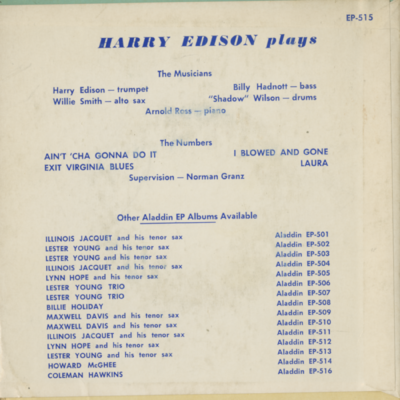 EP-515
HARRY EDISON plays
The Musicians
Harry Edison — trumpet Billy Hadnott — bass
Willie Smith — alto sax "Shadow" Wilson — drums
Arnold Ross — piano
The Numbers
AIN'T 'CHA GONNA DO IT I BLOWED AND GONE
EXIT VIRGINIA BLUES LAURA
Supervision — Norman Granz
Other Aladdin EP Albums Available
ILLINOIS JACQUET and his tenor sax Aladdin EP-501
LESTER YOUNG and his tenor sax Aladdin EP-502
LESTER YOUNG and his tenor sax Aladdin EP-503
ILLINOIS JACQUET and his tenor sax Aladdin EP-504
LYNN HOPE and his tenor sax Aladdin EP-505
LESTER YOUNG TRIO Aladdin EP-506
LESTER YOUNG TRIO Aladdin EP-507
BILLIE HOLIDAY Aladdin EP-508
MAXWELL DAVIS and his tenor sax Aladdin EP-509
MAXWELL DAVIS and his tenor sax Aladdin EP-510
ILLINOIS JACQUET and his tenor sax Aladdin EP-511
LYNN HOPE and his tenor sax Aladdin EP-512
LESTER YOUNG and his tenor sax Aladdin EP-513
HOWARD McGHEE Aladdin EP-514
COLEMAN HAWKINS Aladdin EP-516